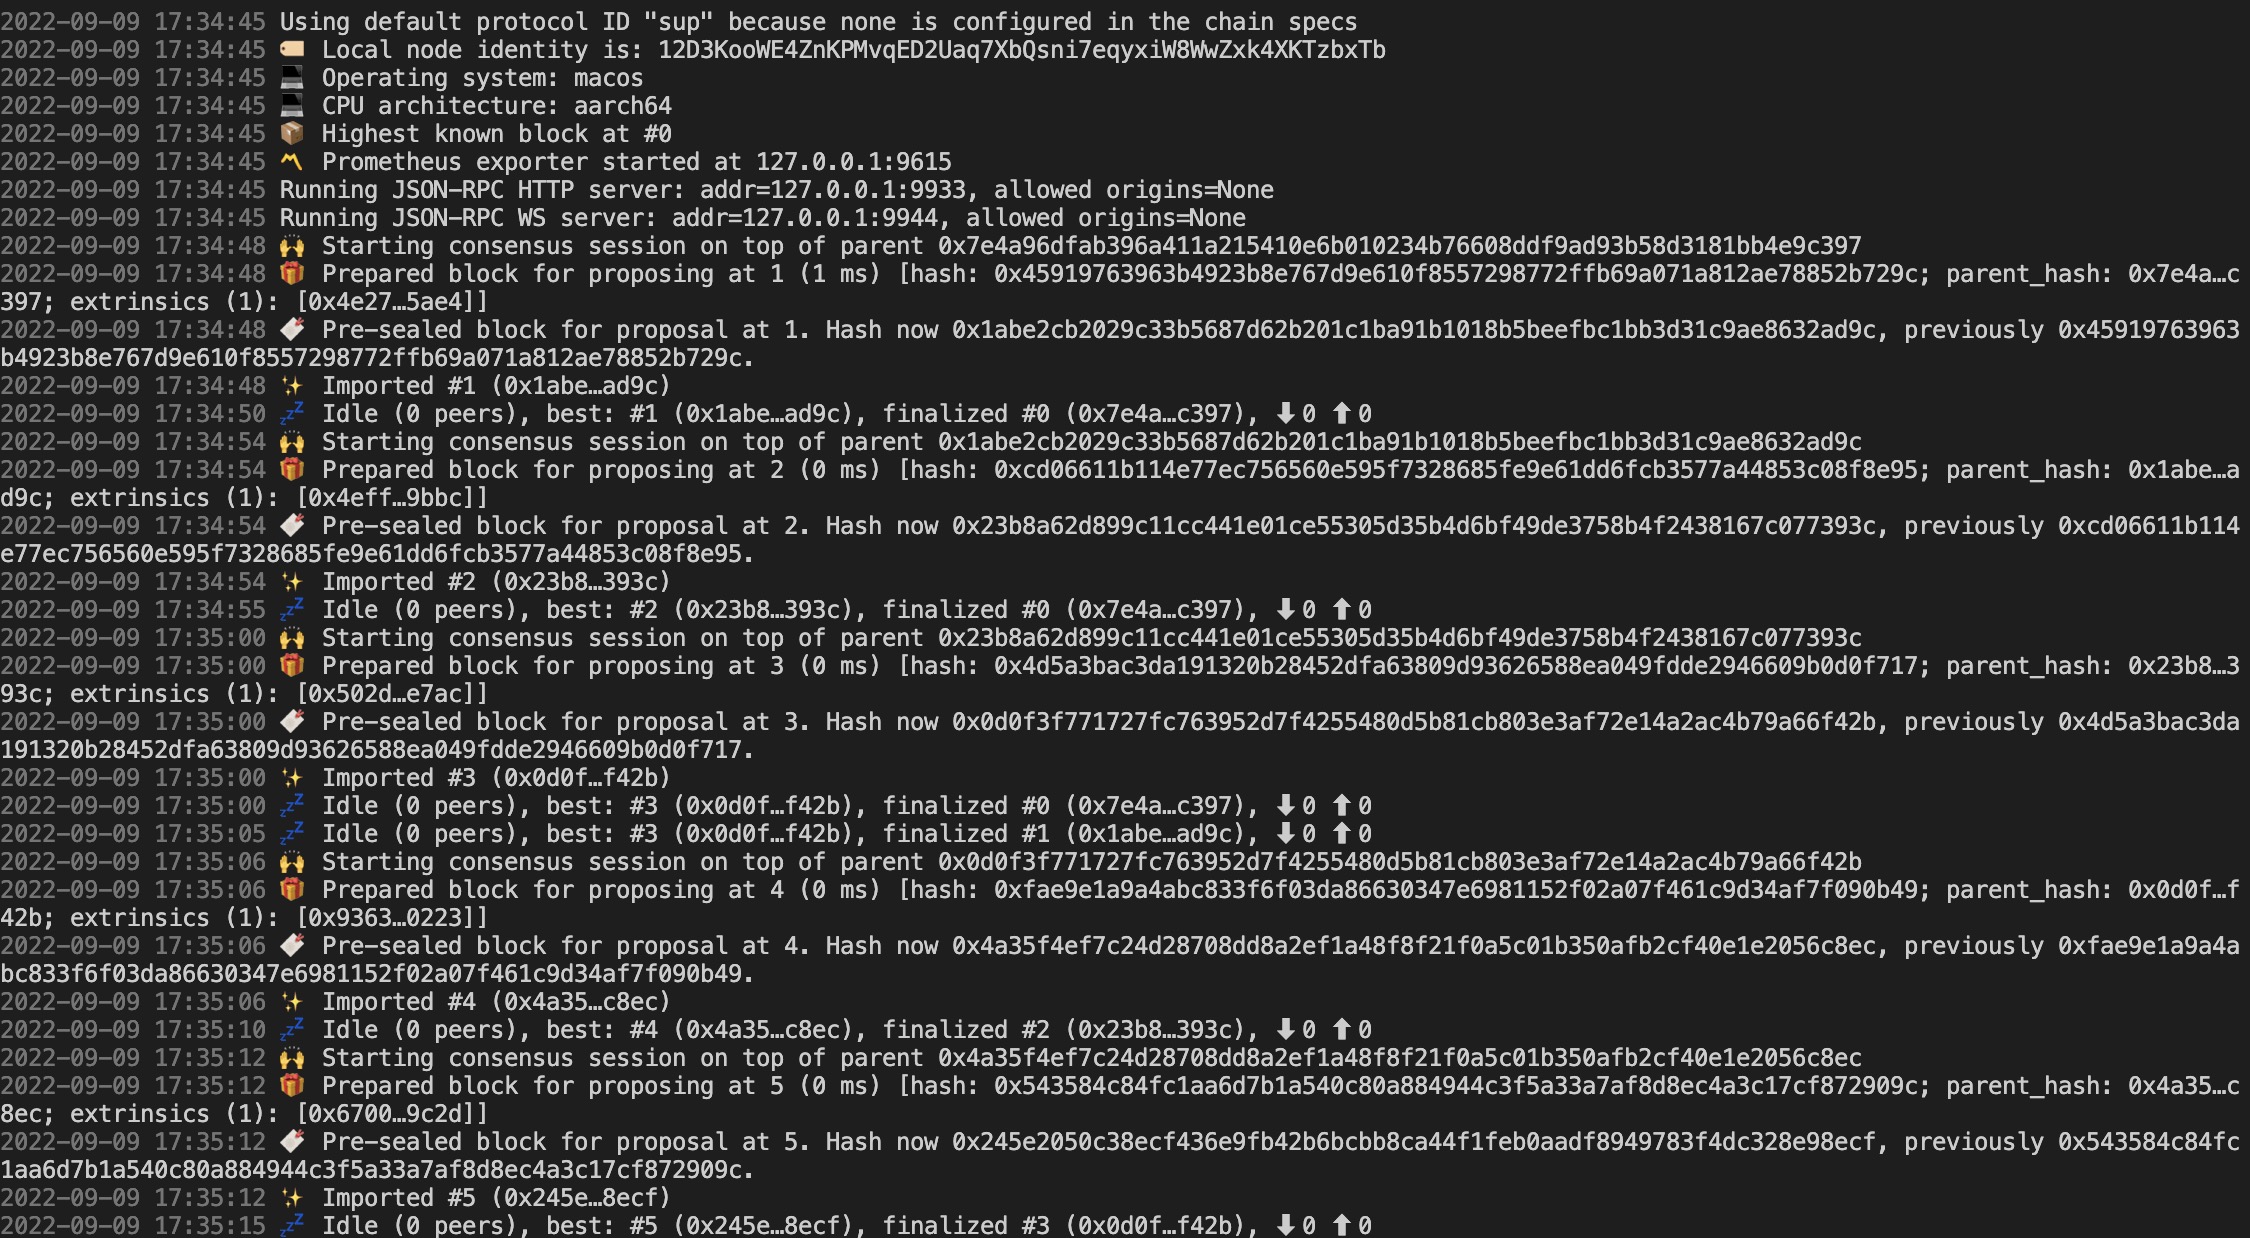 2022-09-09 17:34:45 Using default protocol ID "sup" because none is configured in the chain specs
2022-09-09 17:34:45 🏷 Local node identity is: 12D3KooWE4ZnKPMvqED2Uaq7XbQsni7eqyxiW8WwZxk4XKTzbxTb
2022-09-09 17:34:45 💻 Operating system: macos
2022-09-09 17:34:45 💻 CPU architecture: aarch64
2022-09-09 17:34:45 📦 Highest known block at #0
2022-09-09 17:34:45 〽️ Prometheus exporter started at 127.0.0.1:9615
2022-09-09 17:34:45 Running JSON-RPC HTTP server: addr=127.0.0.1:9933, allowed origins=None
2022-09-09 17:34:45 Running JSON-RPC WS server: addr=127.0.0.1:9944, allowed origins=None
2022-09-09 17:34:48 🙌 Starting consensus session on top of parent 0x7e4a96dfab396a411a215410e6b010234b76608ddf9ad93b58d3181bb4e9c397
2022-09-09 17:34:48 🎁 Prepared block for proposing at 1 (1 ms) [hash: 0x45919763963b4923b8e767d9e610f8557298772ffb69a071a812ae78852b729c; parent_hash: 0x7e4a…c
397; extrinsics (1): [0x4e27…5ae4]]
2022-09-09 17:34:48 🔖 Pre-sealed block for proposal at 1. Hash now 0x1abe2cb2029c33b5687d62b201c1ba91b1018b5beefbc1bb3d31c9ae8632ad9c, previously 0x45919763963
b4923b8e767d9e610f8557298772ffb69a071a812ae78852b729c.
2022-09-09 17:34:48 ✨ Imported #1 (0x1abe…ad9c)
2022-09-09 17:34:50 💤 Idle (0 peers), best: #1 (0x1abe…ad9c), finalized #0 (0x7e4a…c397), ⬇ 0 ⬆ 0
2022-09-09 17:34:54 🙌 Starting consensus session on top of parent 0x1abe2cb2029c33b5687d62b201c1ba91b1018b5beefbc1bb3d31c9ae8632ad9c
2022-09-09 17:34:54 🎁 Prepared block for proposing at 2 (0 ms) [hash: 0xcd06611b114e77ec756560e595f7328685fe9e61dd6fcb3577a44853c08f8e95; parent_hash: 0x1abe…a
d9c; extrinsics (1): [0x4eff…9bbc]]
2022-09-09 17:34:54 🔖 Pre-sealed block for proposal at 2. Hash now 0x23b8a62d899c11cc441e01ce55305d35b4d6bf49de3758b4f2438167c077393c, previously 0xcd06611b114
e77ec756560e595f7328685fe9e61dd6fcb3577a44853c08f8e95.
2022-09-09 17:34:54 ✨ Imported #2 (0x23b8…393c)
2022-09-09 17:34:55 💤 Idle (0 peers), best: #2 (0x23b8…393c), finalized #0 (0x7e4a…c397), ⬇ 0 ⬆ 0
2022-09-09 17:35:00 🙌 Starting consensus session on top of parent 0x23b8a62d899c11cc441e01ce55305d35b4d6bf49de3758b4f2438167c077393c
2022-09-09 17:35:00 🎁 Prepared block for proposing at 3 (0 ms) [hash: 0x4d5a3bac3da191320b28452dfa63809d93626588ea049fdde2946609b0d0f717; parent_hash: 0x23b8…3
93c; extrinsics (1): [0x502d…e7ac]]
2022-09-09 17:35:00 🔖 Pre-sealed block for proposal at 3. Hash now 0x0d0f3f771727fc763952d7f4255480d5b81cb803e3af72e14a2ac4b79a66f42b, previously 0x4d5a3bac3da
191320b28452dfa63809d93626588ea049fdde2946609b0d0f717.
2022-09-09 17:35:00 ✨ Imported #3 (0x0d0f…f42b)
2022-09-09 17:35:00 💤 Idle (0 peers), best: #3 (0x0d0f…f42b), finalized #0 (0x7e4a…c397), ⬇ 0 ⬆ 0
2022-09-09 17:35:05 💤 Idle (0 peers), best: #3 (0x0d0f…f42b), finalized #1 (0x1abe…ad9c), ⬇ 0 ⬆ 0
2022-09-09 17:35:06 🙌 Starting consensus session on top of parent 0x0d0f3f771727fc763952d7f4255480d5b81cb803e3af72e14a2ac4b79a66f42b
2022-09-09 17:35:06 🎁 Prepared block for proposing at 4 (0 ms) [hash: 0xfae9e1a9a4abc833f6f03da86630347e6981152f02a07f461c9d34af7f090b49; parent_hash: 0x0d0f…f
42b; extrinsics (1): [0x9363…0223]]
2022-09-09 17:35:06 🔖 Pre-sealed block for proposal at 4. Hash now 0x4a35f4ef7c24d28708dd8a2ef1a48f8f21f0a5c01b350afb2cf40e1e2056c8ec, previously 0xfae9e1a9a4a
bc833f6f03da86630347e6981152f02a07f461c9d34af7f090b49.
2022-09-09 17:35:06 ✨ Imported #4 (0x4a35…c8ec)
2022-09-09 17:35:10 💤 Idle (0 peers), best: #4 (0x4a35…c8ec), finalized #2 (0x23b8…393c), ⬇ 0 ⬆ 0
2022-09-09 17:35:12 🙌 Starting consensus session on top of parent 0x4a35f4ef7c24d28708dd8a2ef1a48f8f21f0a5c01b350afb2cf40e1e2056c8ec
2022-09-09 17:35:12 🎁 Prepared block for proposing at 5 (0 ms) [hash: 0x543584c84fc1aa6d7b1a540c80a884944c3f5a33a7af8d8ec4a3c17cf872909c; parent_hash: 0x4a35…c
8ec; extrinsics (1): [0x6700…9c2d]]
2022-09-09 17:35:12 🔖 Pre-sealed block for proposal at 5. Hash now 0x245e2050c38ecf436e9fb42b6bcbb8ca44f1feb0aadf8949783f4dc328e98ecf, previously 0x543584c84fc
1aa6d7b1a540c80a884944c3f5a33a7af8d8ec4a3c17cf872909c.
2022-09-09 17:35:12 ✨ Imported #5 (0x245e…8ecf)
2022-09-09 17:35:15 💤 Idle (0 peers), best: #5 (0x245e…8ecf), finalized #3 (0x0d0f…f42b), ⬇ 0 ⬆ 0